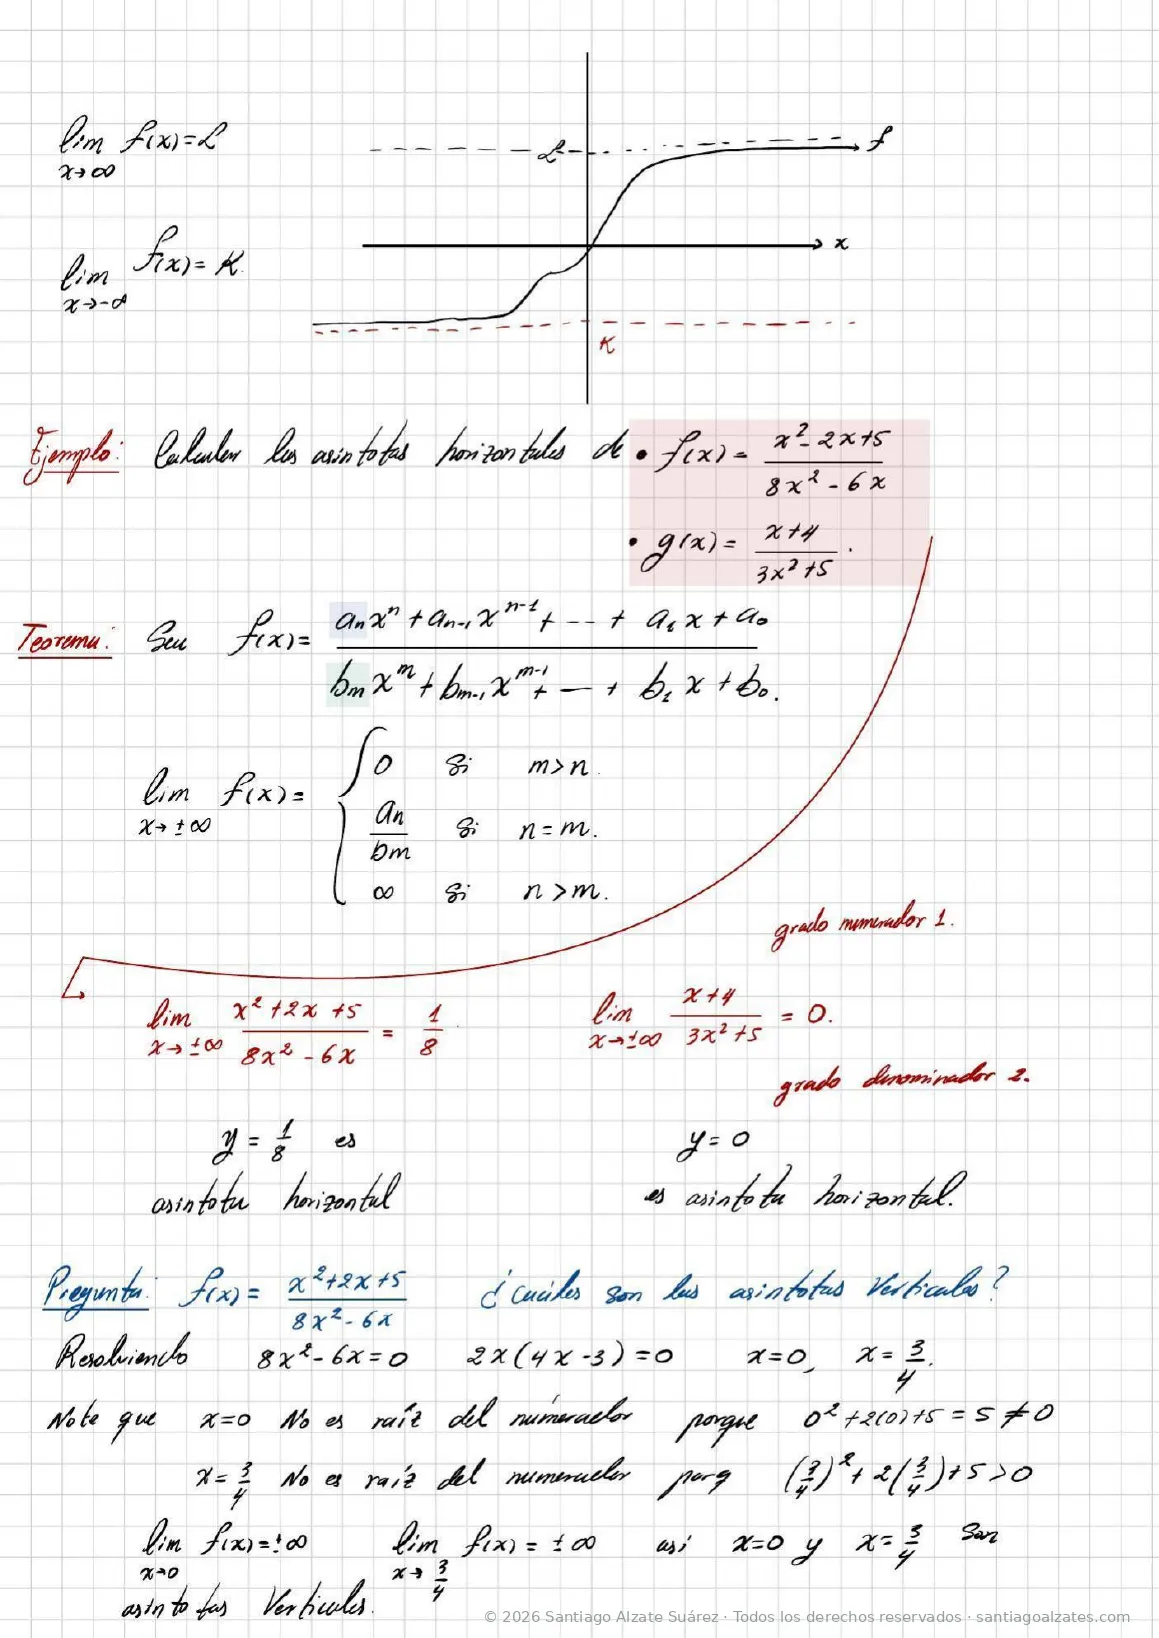 lim f(x)=L
x→∞
L
f
x
lim f(x)= K.
x→-∞
K
Ejemplo: Calcular las asintotas horizontales de • f(x)= (x²-2x+5)/(8x²-6x)
• g(x)= (x+4)/(3x²+5).
Teorema: Sea f(x)= (aₙxⁿ+aₙ₋₁xⁿ⁻¹+--+ a₁x+a₀)/(bₘxᵐ+bₘ₋₁xᵐ⁻¹+—+ b₁x+b₀).
lim f(x)= { 0 si m>n.
x→±∞
aₙ/bₘ si n=m.
∞ si n>m.
grado numerador 1.
lim (x²+2x+5)/(8x²-6x) = 1/8.
x→±∞
lim (x+4)/(3x²+5) = 0.
x→±∞
grado denominador 2.
y = 1/8 es
asintota horizontal
y=0
es asintota horizontal.
Pregunta: f(x)= (x²+2x+5)/(8x²-6x) ¿cuáles son las asintotas verticales?
Resolviendo 8x²-6x=0 2x(4x-3)=0 x=0, x=3/4.
Note que x=0 No es raíz del númerador porque 0²+2(0)+5=5≠0
x=3/4 No es raíz del numerador porq (3/4)²+2(3/4)+5>0
lim f(x)=±∞ lim f(x)= ±∞ asi x=0 y x=3/4 son
x→0 x→3/4
asintotas verticales.
© 2026 Santiago Alzate Suárez · Todos los derechos reservados · santiagoalzates.com